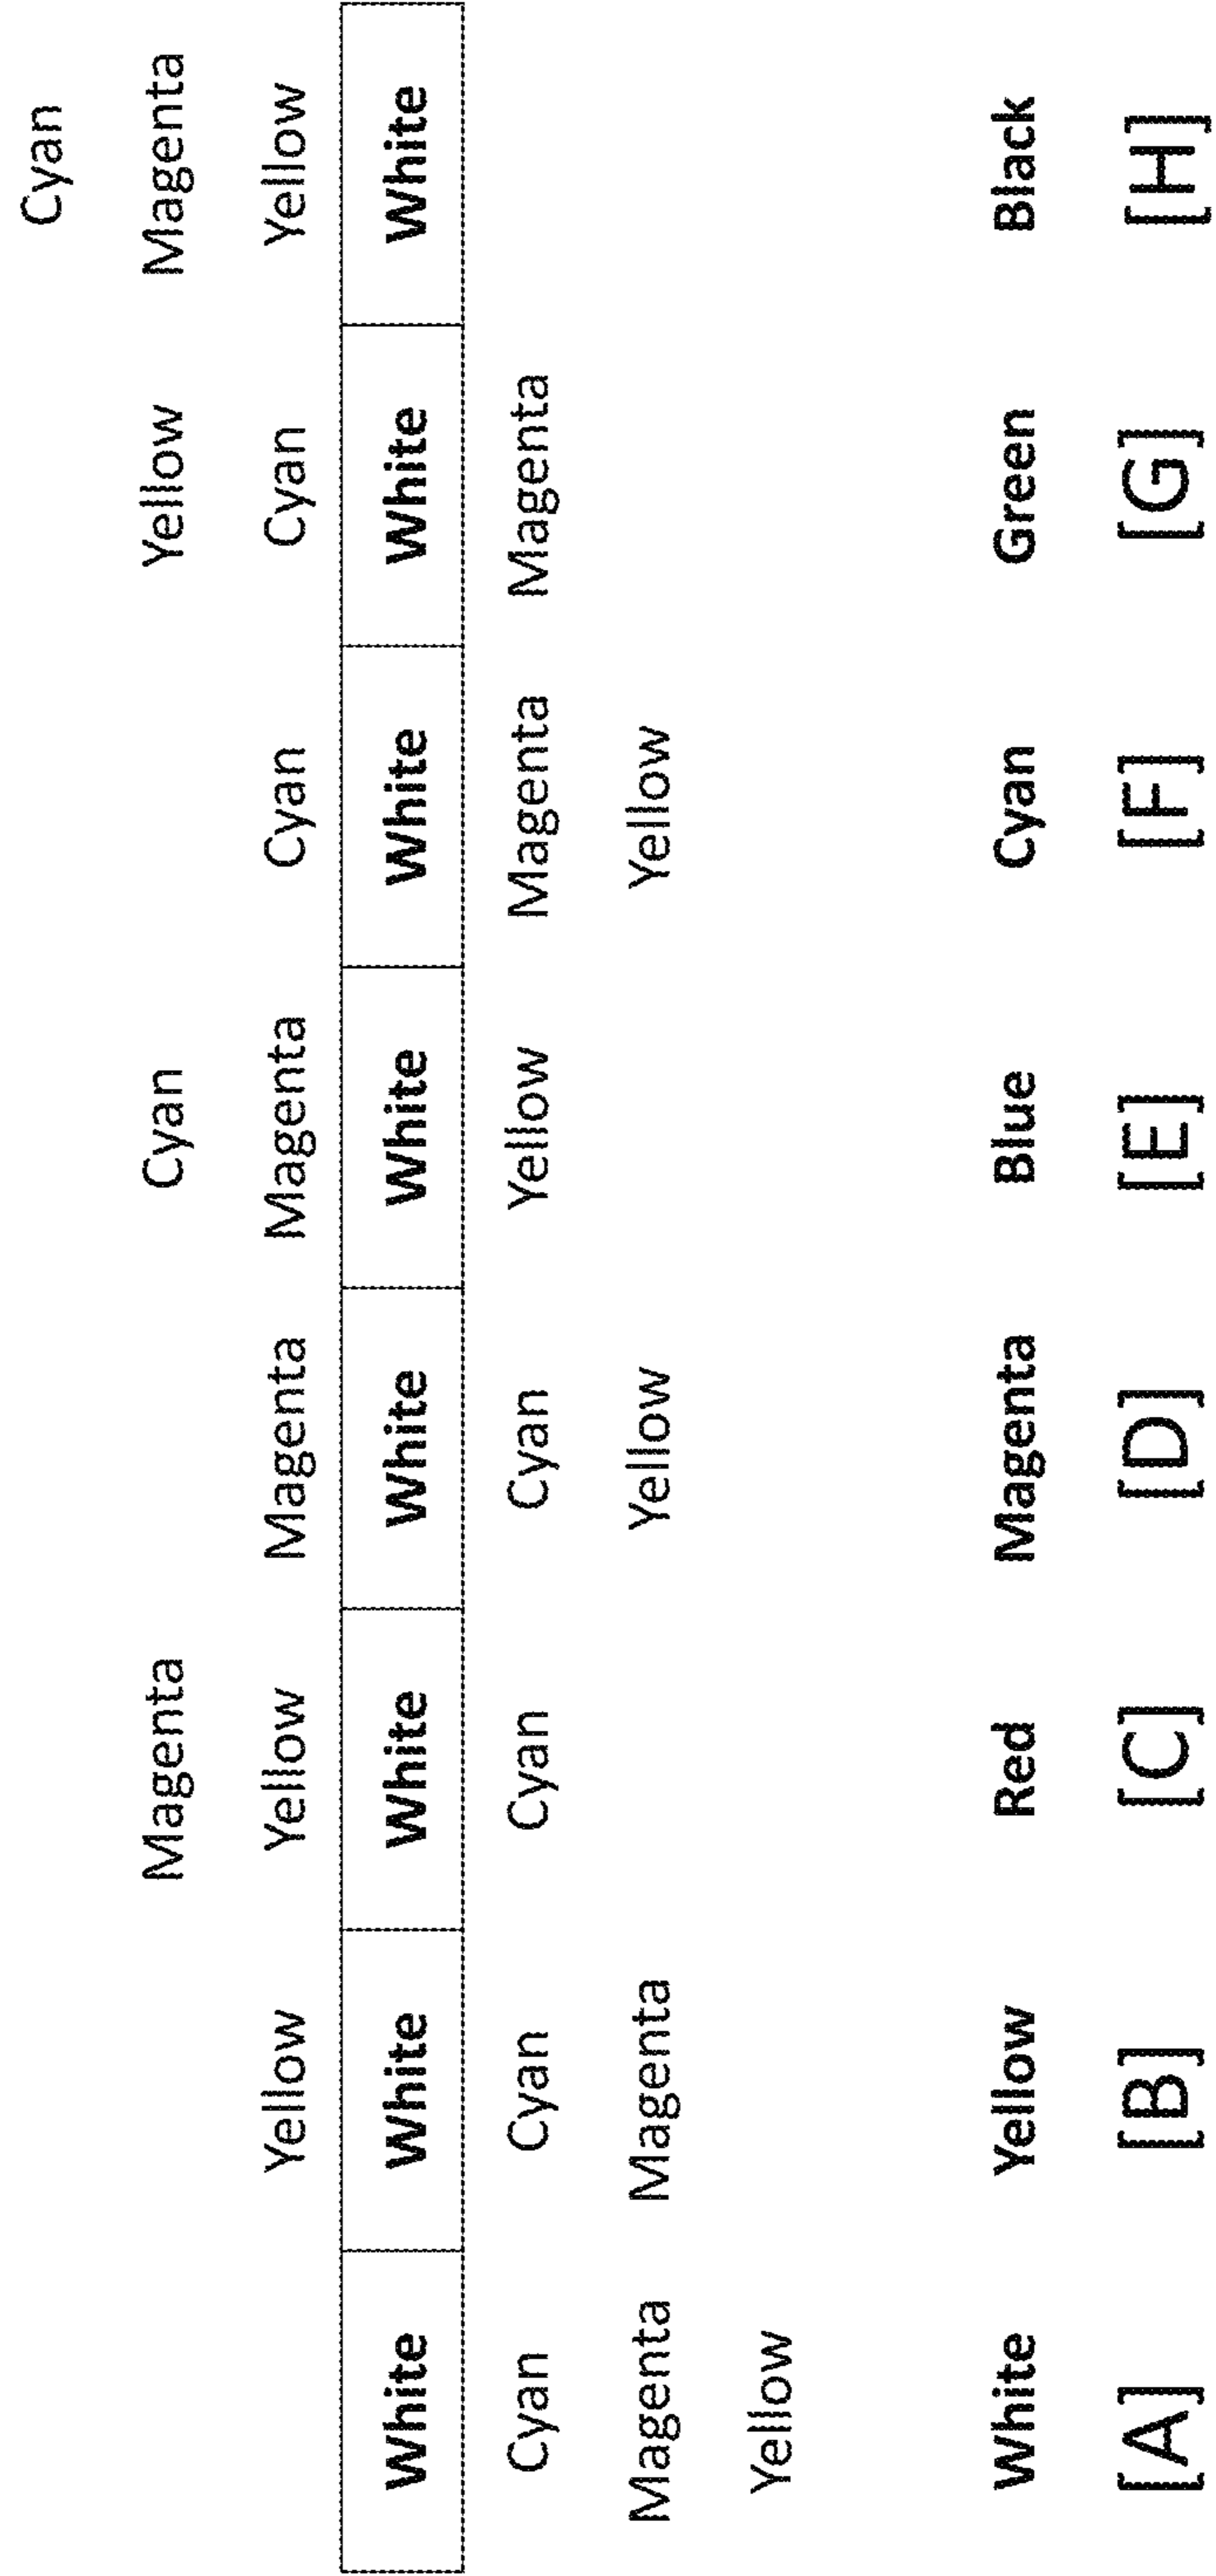 Cyan
Magenta Cyan Yellow Magenta
Yellow Yellow Magenta Magenta Cyan Cyan Yellow
White White White White White White White White
Cyan Cyan Cyan Cyan Yellow Magenta Magenta
Magenta Magenta Yellow Yellow
Yellow
White Yellow Red Magenta Blue Cyan Green Black
[A] [B] [C] [D] [E] [F] [G] [H]